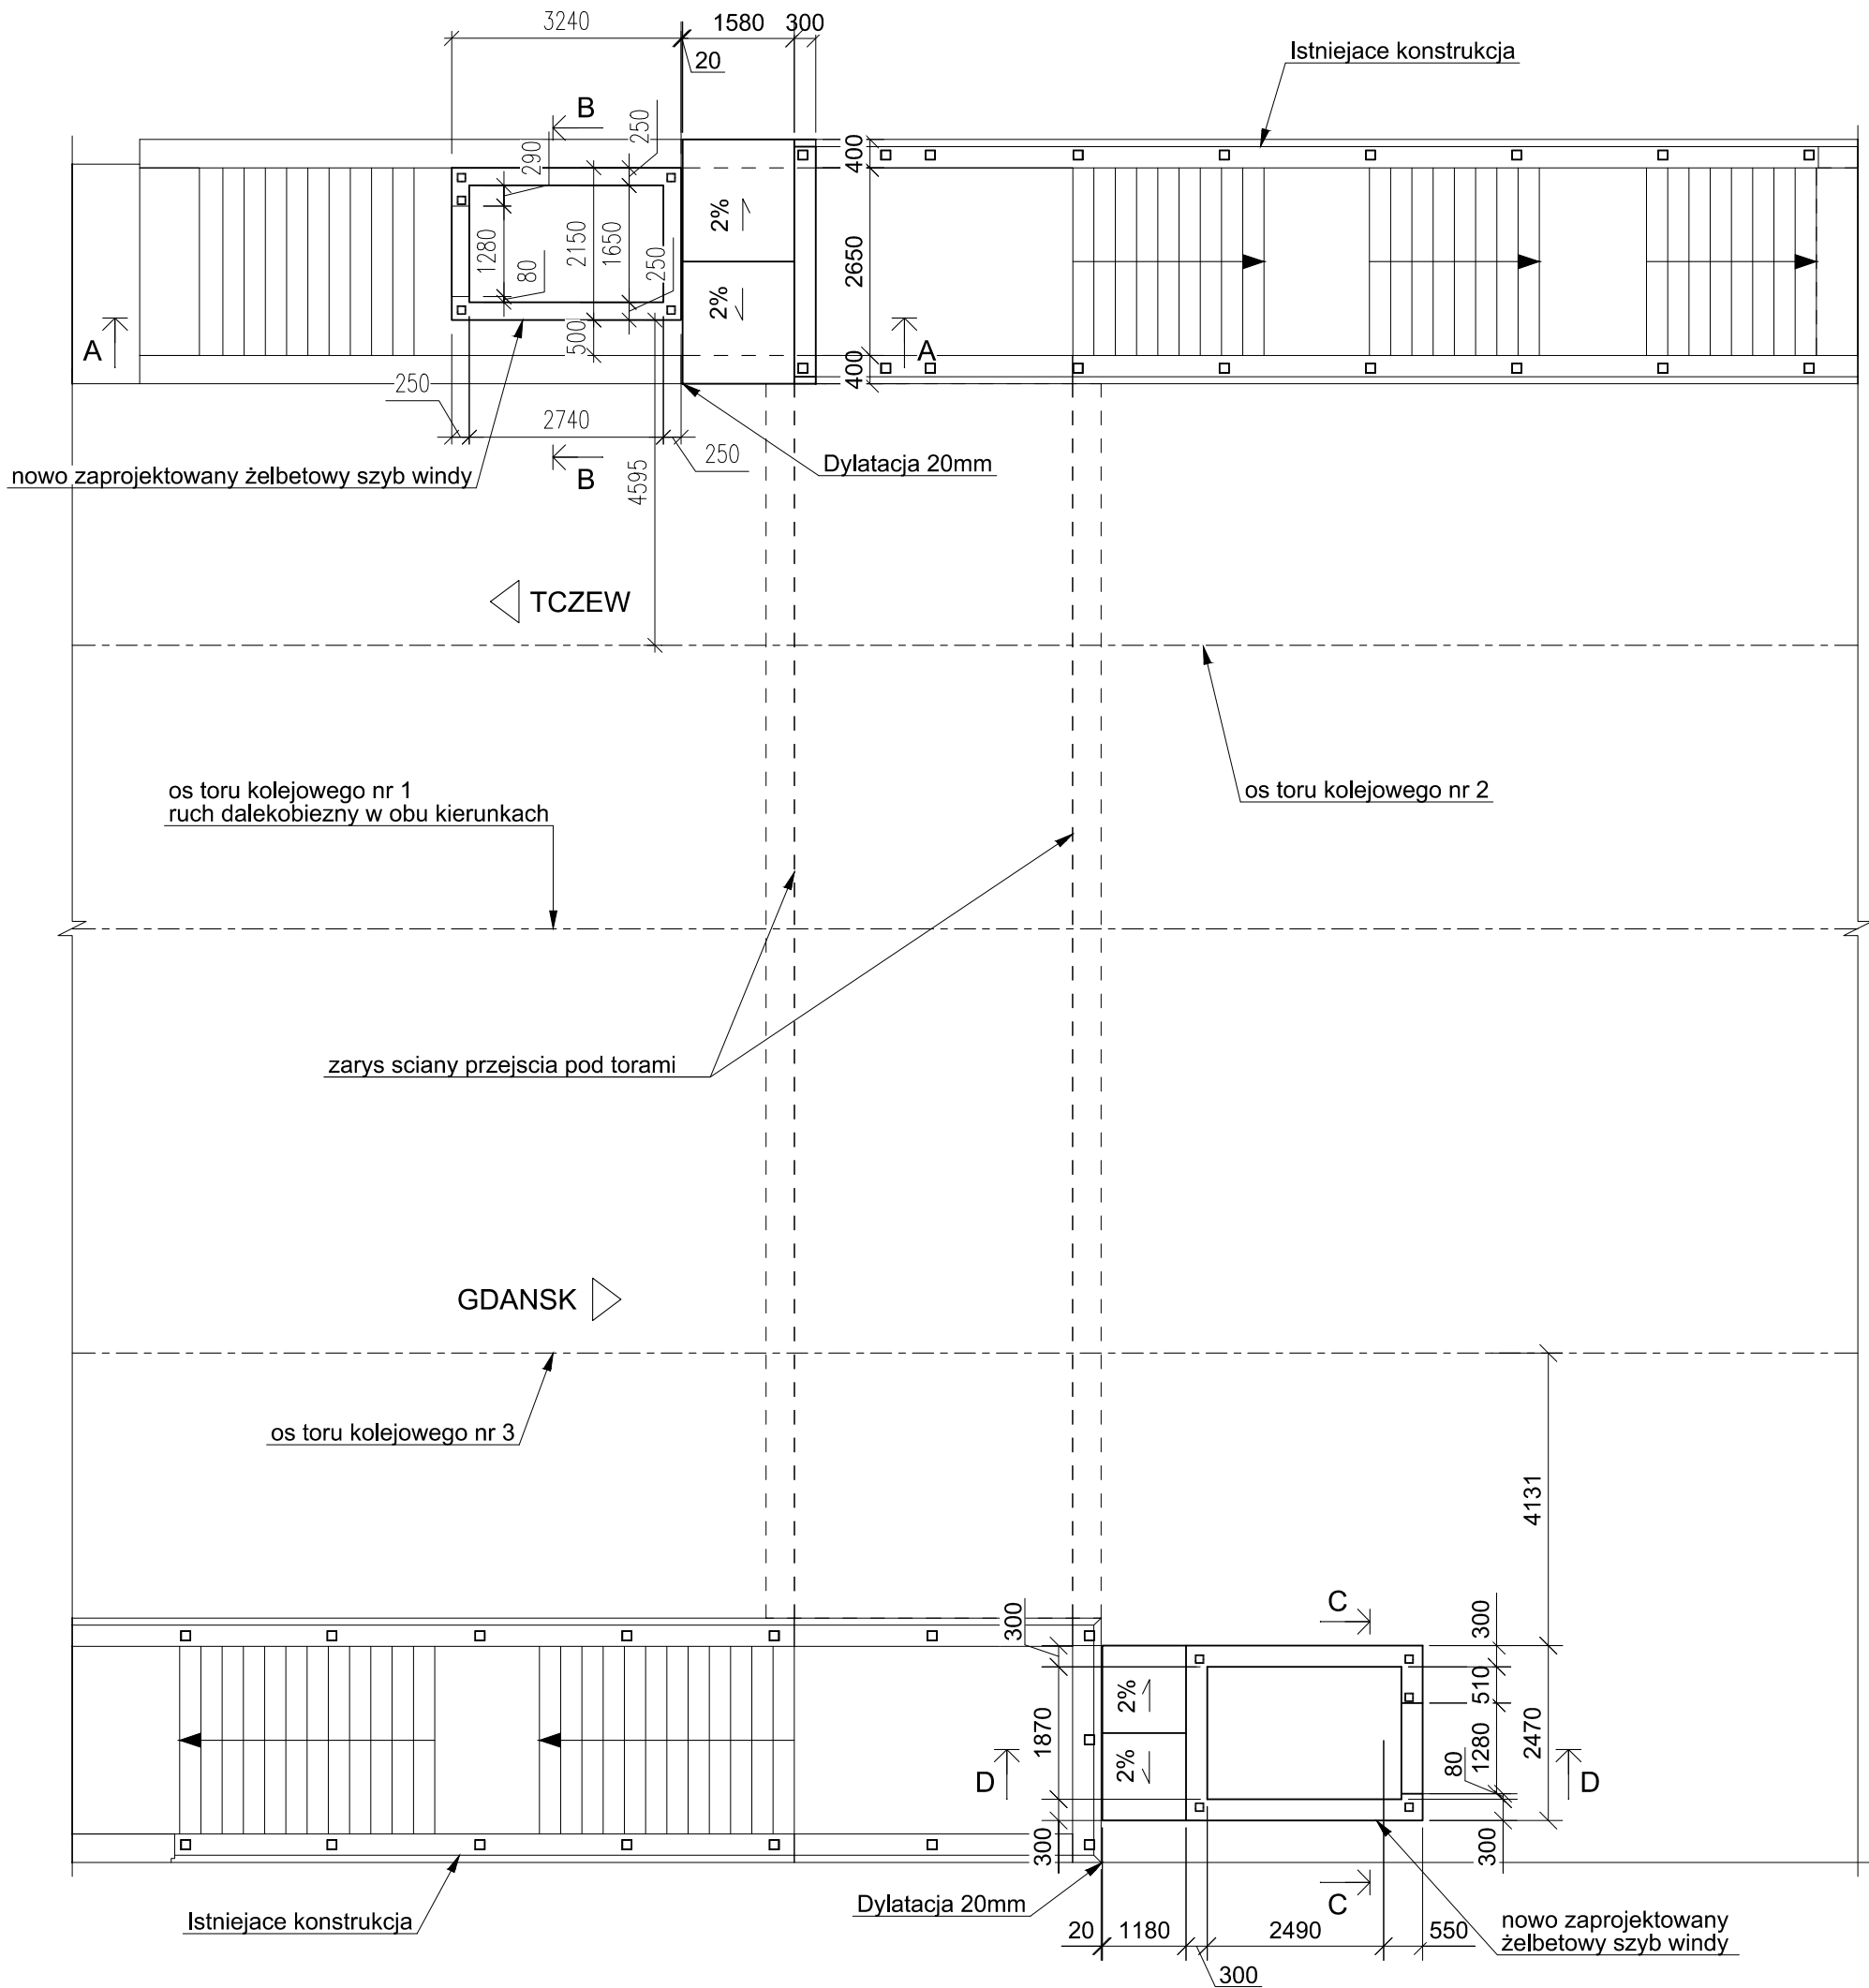 3240
1580
300
20
Istniejace konstrukcja
B
250
290
400
2%
1280
2150
1650
2650
80
250
2%
A
500
A
400
250
2740
250
Dylatacja 20mm
nowo zaprojektowany żelbetowy szyb windy
B
4595
TCZEW
os toru kolejowego nr 1
ruch dalekobiezny w obu kierunkach
os toru kolejowego nr 2
zarys sciany przejscia pod torami
GDANSK
os toru kolejowego nr 3
4131
C
300
300
510
2%
1870
1280
2470
2%
80
D
D
300
300
Dylatacja 20mm
C
Istniejace konstrukcja
20
1180
2490
550
300
nowo zaprojektowany
żelbetowy szyb windy